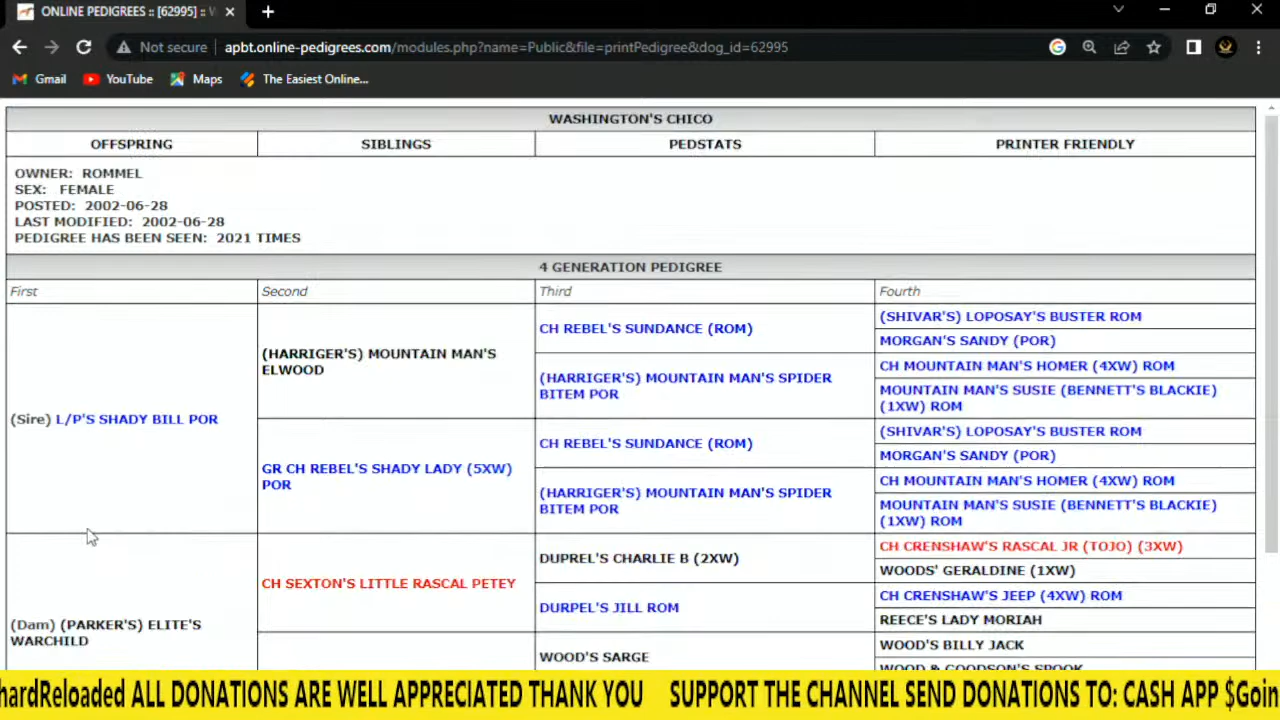 ONLINE PEDIGREES :: [62995] :: W
Not secure
apbt.online-pedigrees.com/modules.php?name=Public&file=printPedigree&dog_id=62995
Gmail
YouTube
Maps
The Easiest Online...
WASHINGTON'S CHICO
OFFSPRING
SIBLINGS
PEDSTATS
PRINTER FRIENDLY
OWNER: ROMMEL
SEX: FEMALE
POSTED: 2002-06-28
LAST MODIFIED: 2002-06-28
PEDIGREE HAS BEEN SEEN: 2021 TIMES
4 GENERATION PEDIGREE
First
Second
Third
Fourth
(Sire) L/P'S SHADY BILL POR
(HARRIGER'S) MOUNTAIN MAN'S
ELWOOD
CH REBEL'S SUNDANCE (ROM)
(SHIVAR'S) LOPOSAY'S BUSTER ROM
MORGAN'S SANDY (POR)
(HARRIGER'S) MOUNTAIN MAN'S SPIDER
BITEM POR
CH MOUNTAIN MAN'S HOMER (4XW) ROM
MOUNTAIN MAN'S SUSIE (BENNETT'S BLACKIE)
(1XW) ROM
GR CH REBEL'S SHADY LADY (5XW)
POR
CH REBEL'S SUNDANCE (ROM)
(SHIVAR'S) LOPOSAY'S BUSTER ROM
MORGAN'S SANDY (POR)
(HARRIGER'S) MOUNTAIN MAN'S SPIDER
BITEM POR
CH MOUNTAIN MAN'S HOMER (4XW) ROM
MOUNTAIN MAN'S SUSIE (BENNETT'S BLACKIE)
(1XW) ROM
(Dam) (PARKER'S) ELITE'S
WARCHILD
CH SEXTON'S LITTLE RASCAL PETEY
DUPREL'S CHARLIE B (2XW)
CH CRENSHAW'S RASCAL JR (TOJO) (3XW)
WOODS' GERALDINE (1XW)
DURPEL'S JILL ROM
CH CRENSHAW'S JEEP (4XW) ROM
REECE'S LADY MORIAH
WOOD'S SARGE
WOOD'S BILLY JACK
WOOD & GOODSON'S SPOOK
hardReloaded ALL DONATIONS ARE WELL APPRECIATED THANK YOU SUPPORT THE CHANNEL SEND DONATIONS TO: CASH APP $Goin